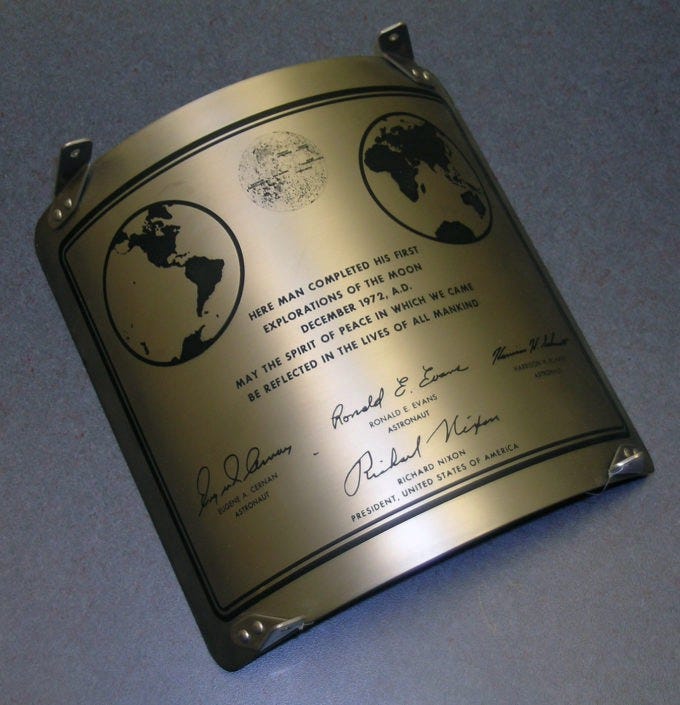 HERE MAN COMPLETED HIS FIRST
EXPLORATIONS OF THE MOON
DECEMBER 1972, A.D.
MAY THE SPIRIT OF PEACE IN WHICH WE CAME
BE REFLECTED IN THE LIVES OF ALL MANKIND
Ronald E. Evans
RONALD E. EVANS
ASTRONAUT
HARRISON H.
ASTRONAUT
EUGENE A. CERNAN
ASTRONAUT
Richard Nixon
RICHARD NIXON
PRESIDENT, UNITED STATES OF AMERICA